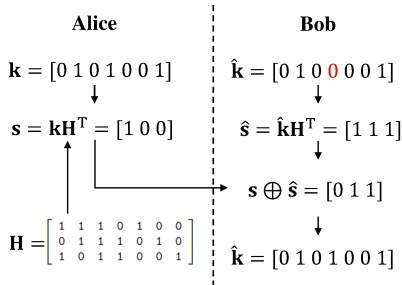 Alice
Bob
k = [0 1 0 1 0 0 1]
k̂ = [0 1 0 0 0 0 1]
s = kHᵀ = [1 0 0]
ŝ = k̂Hᵀ = [1 1 1]
s ⊕ ŝ = [0 1 1]
H = [ 1 1 1 0 1 0 0
0 1 1 1 0 1 0
1 0 1 1 0 0 1 ]
k̂ = [0 1 0 1 0 0 1]